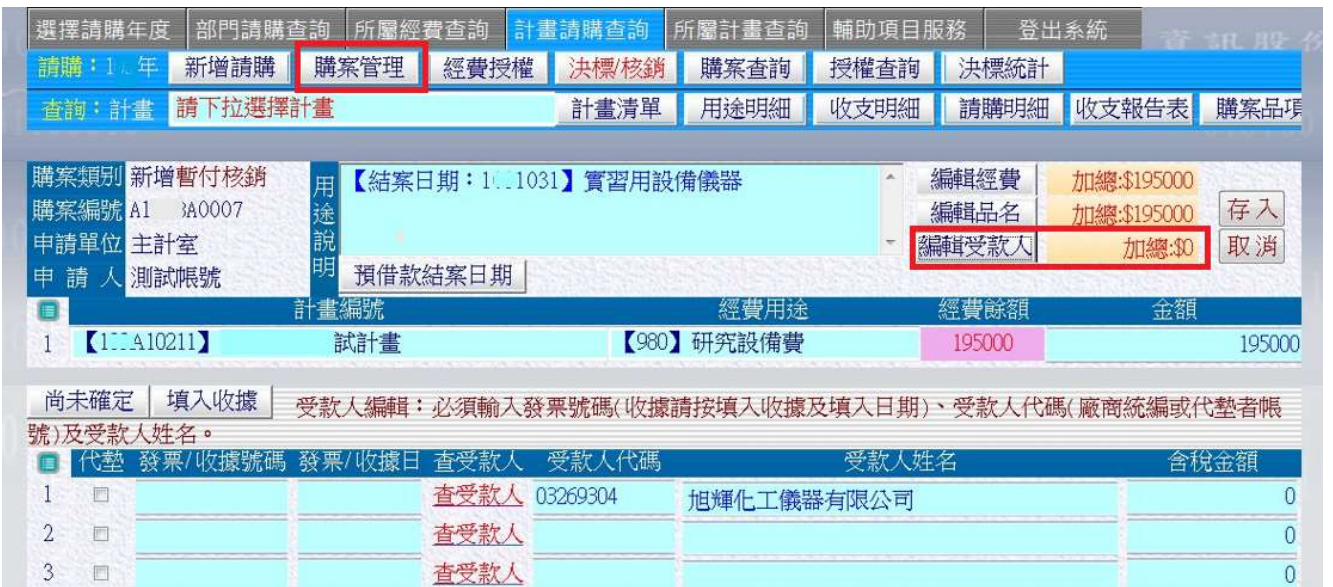 選擇請購年度 部門請購查詢 所屬經費查詢 計畫請購查詢 所屬計畫查詢 輔助項目服務 登出系統
請購：1 年 新增請購 購案管理 經費授權 決標/核銷 購案查詢 授權查詢 決標統計
查詢：計畫 請下拉選擇計畫 計畫清單 用途明細 收支明細 請購明細 收支報告表 購案品項
購案類別 新增暫付核銷 用途說明 【結案日期：1 1031】實習用設備儀器 編輯經費 加總:$195000
購案編號 A1 3A0007 編輯品名 加總:$195000 存入
申請單位 主計室 編輯受款人 加總:$0 取消
申請人 測試帳號 預借款結案日期
計畫編號 經費用途 經費餘額 金額
1 【1 A10211】 試計畫 【980】研究設備費 195000 195000
尚未確定 填入收據 受款人編輯：必須輸入發票號碼(收據請按填入收據及填入日期)、受款人代碼(廠商統編或代墊者帳
號)及受款人姓名。
代墊 發票/收據號碼 發票/收據日 查受款人 受款人代碼 受款人姓名 含稅金額
1 查受款人 03269304 旭輝化工儀器有限公司 0
2 查受款人 0
3 查受款人 0